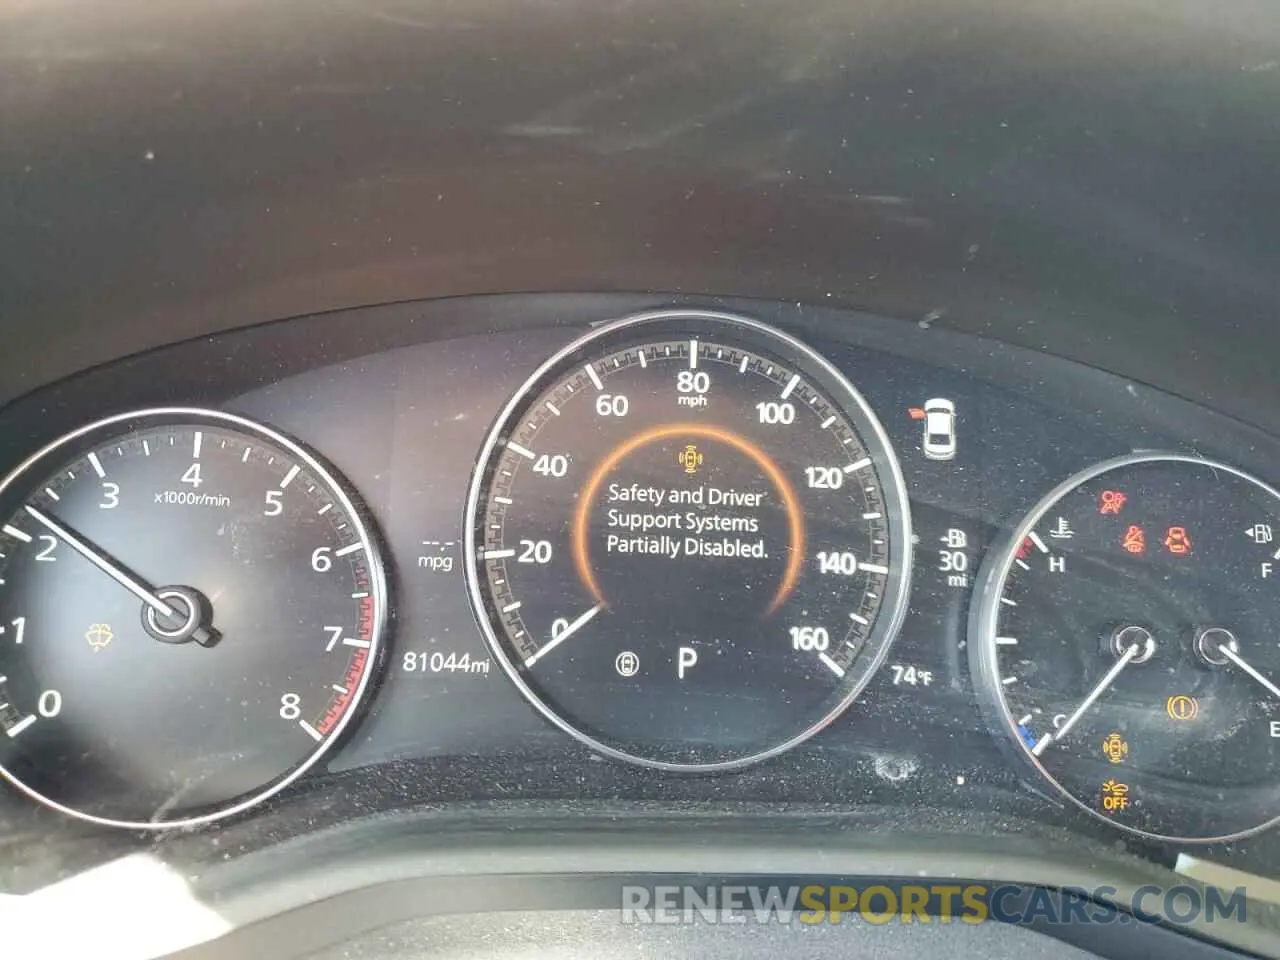 0
1
2
3
4
x1000r/min
5
6
7
8
--.-
mpg
81044mi
0
20
40
60
80
mph
100
120
140
160
Safety and Driver
Support Systems
Partially Disabled.
P
30
mi
74°F
H
C
F
E
OFF
RENEWSPORTSCARS.COM